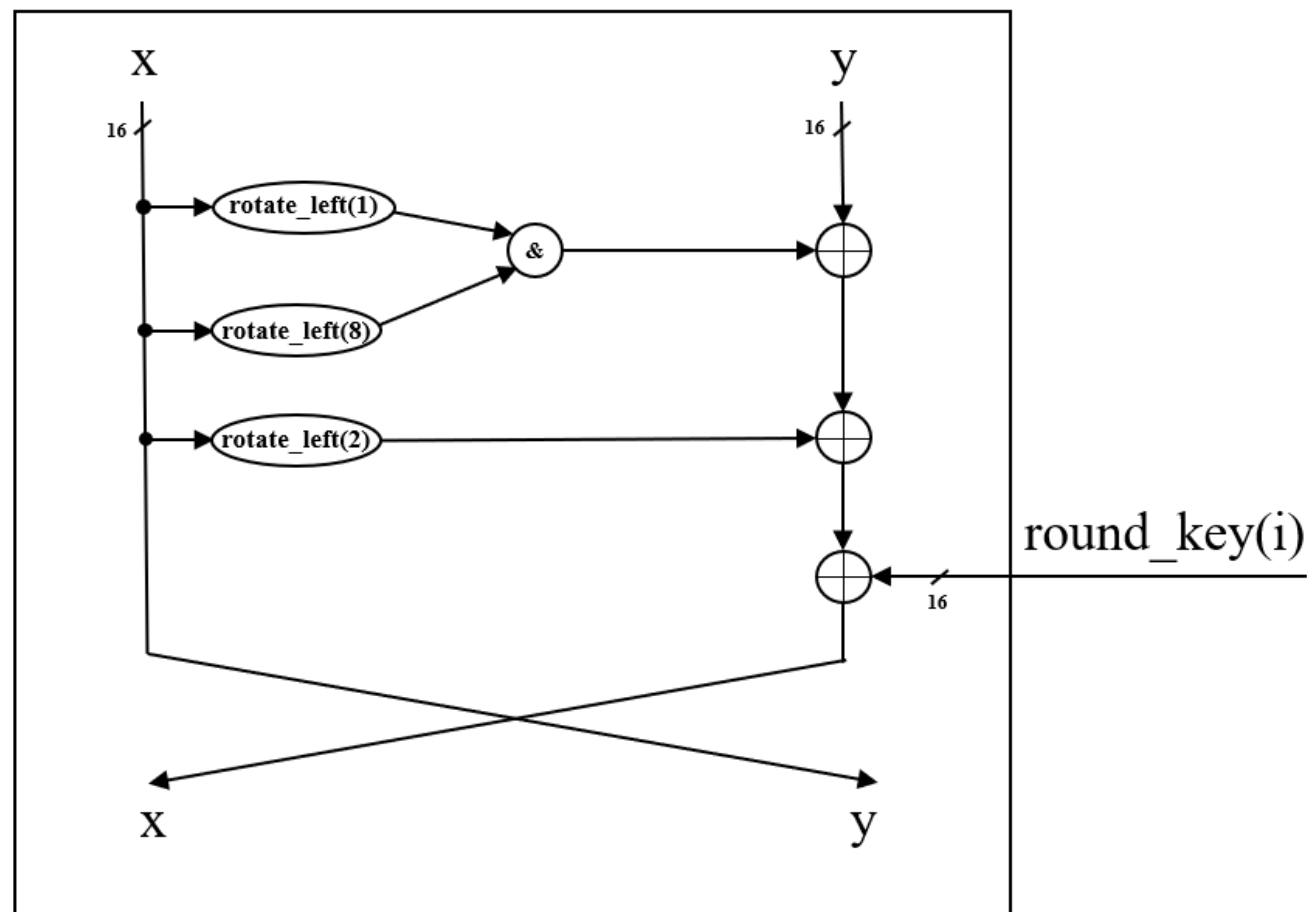 x
y
16
16
rotate_left(1)
&
rotate_left(8)
rotate_left(2)
round_key(i)
16
x
y